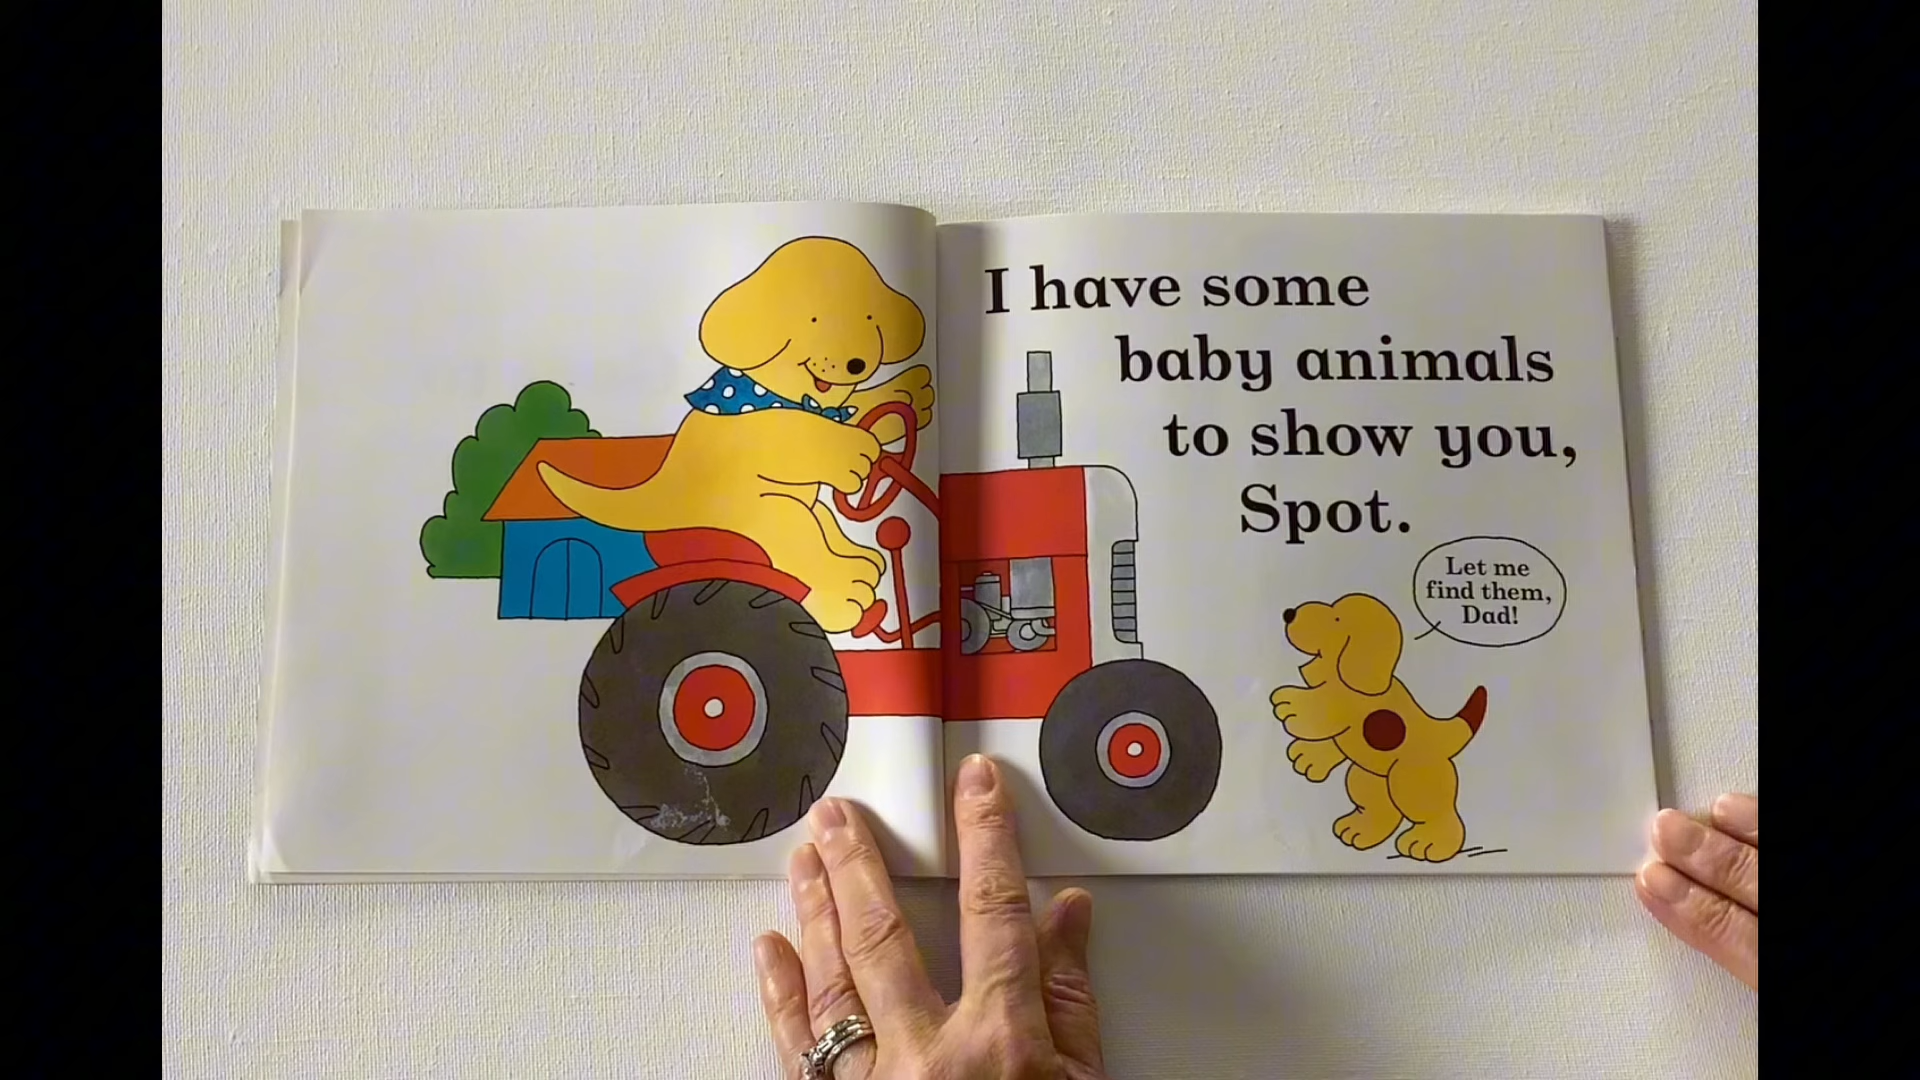 I have some
baby animals
to show you,
Spot.
Let me
find them,
Dad!